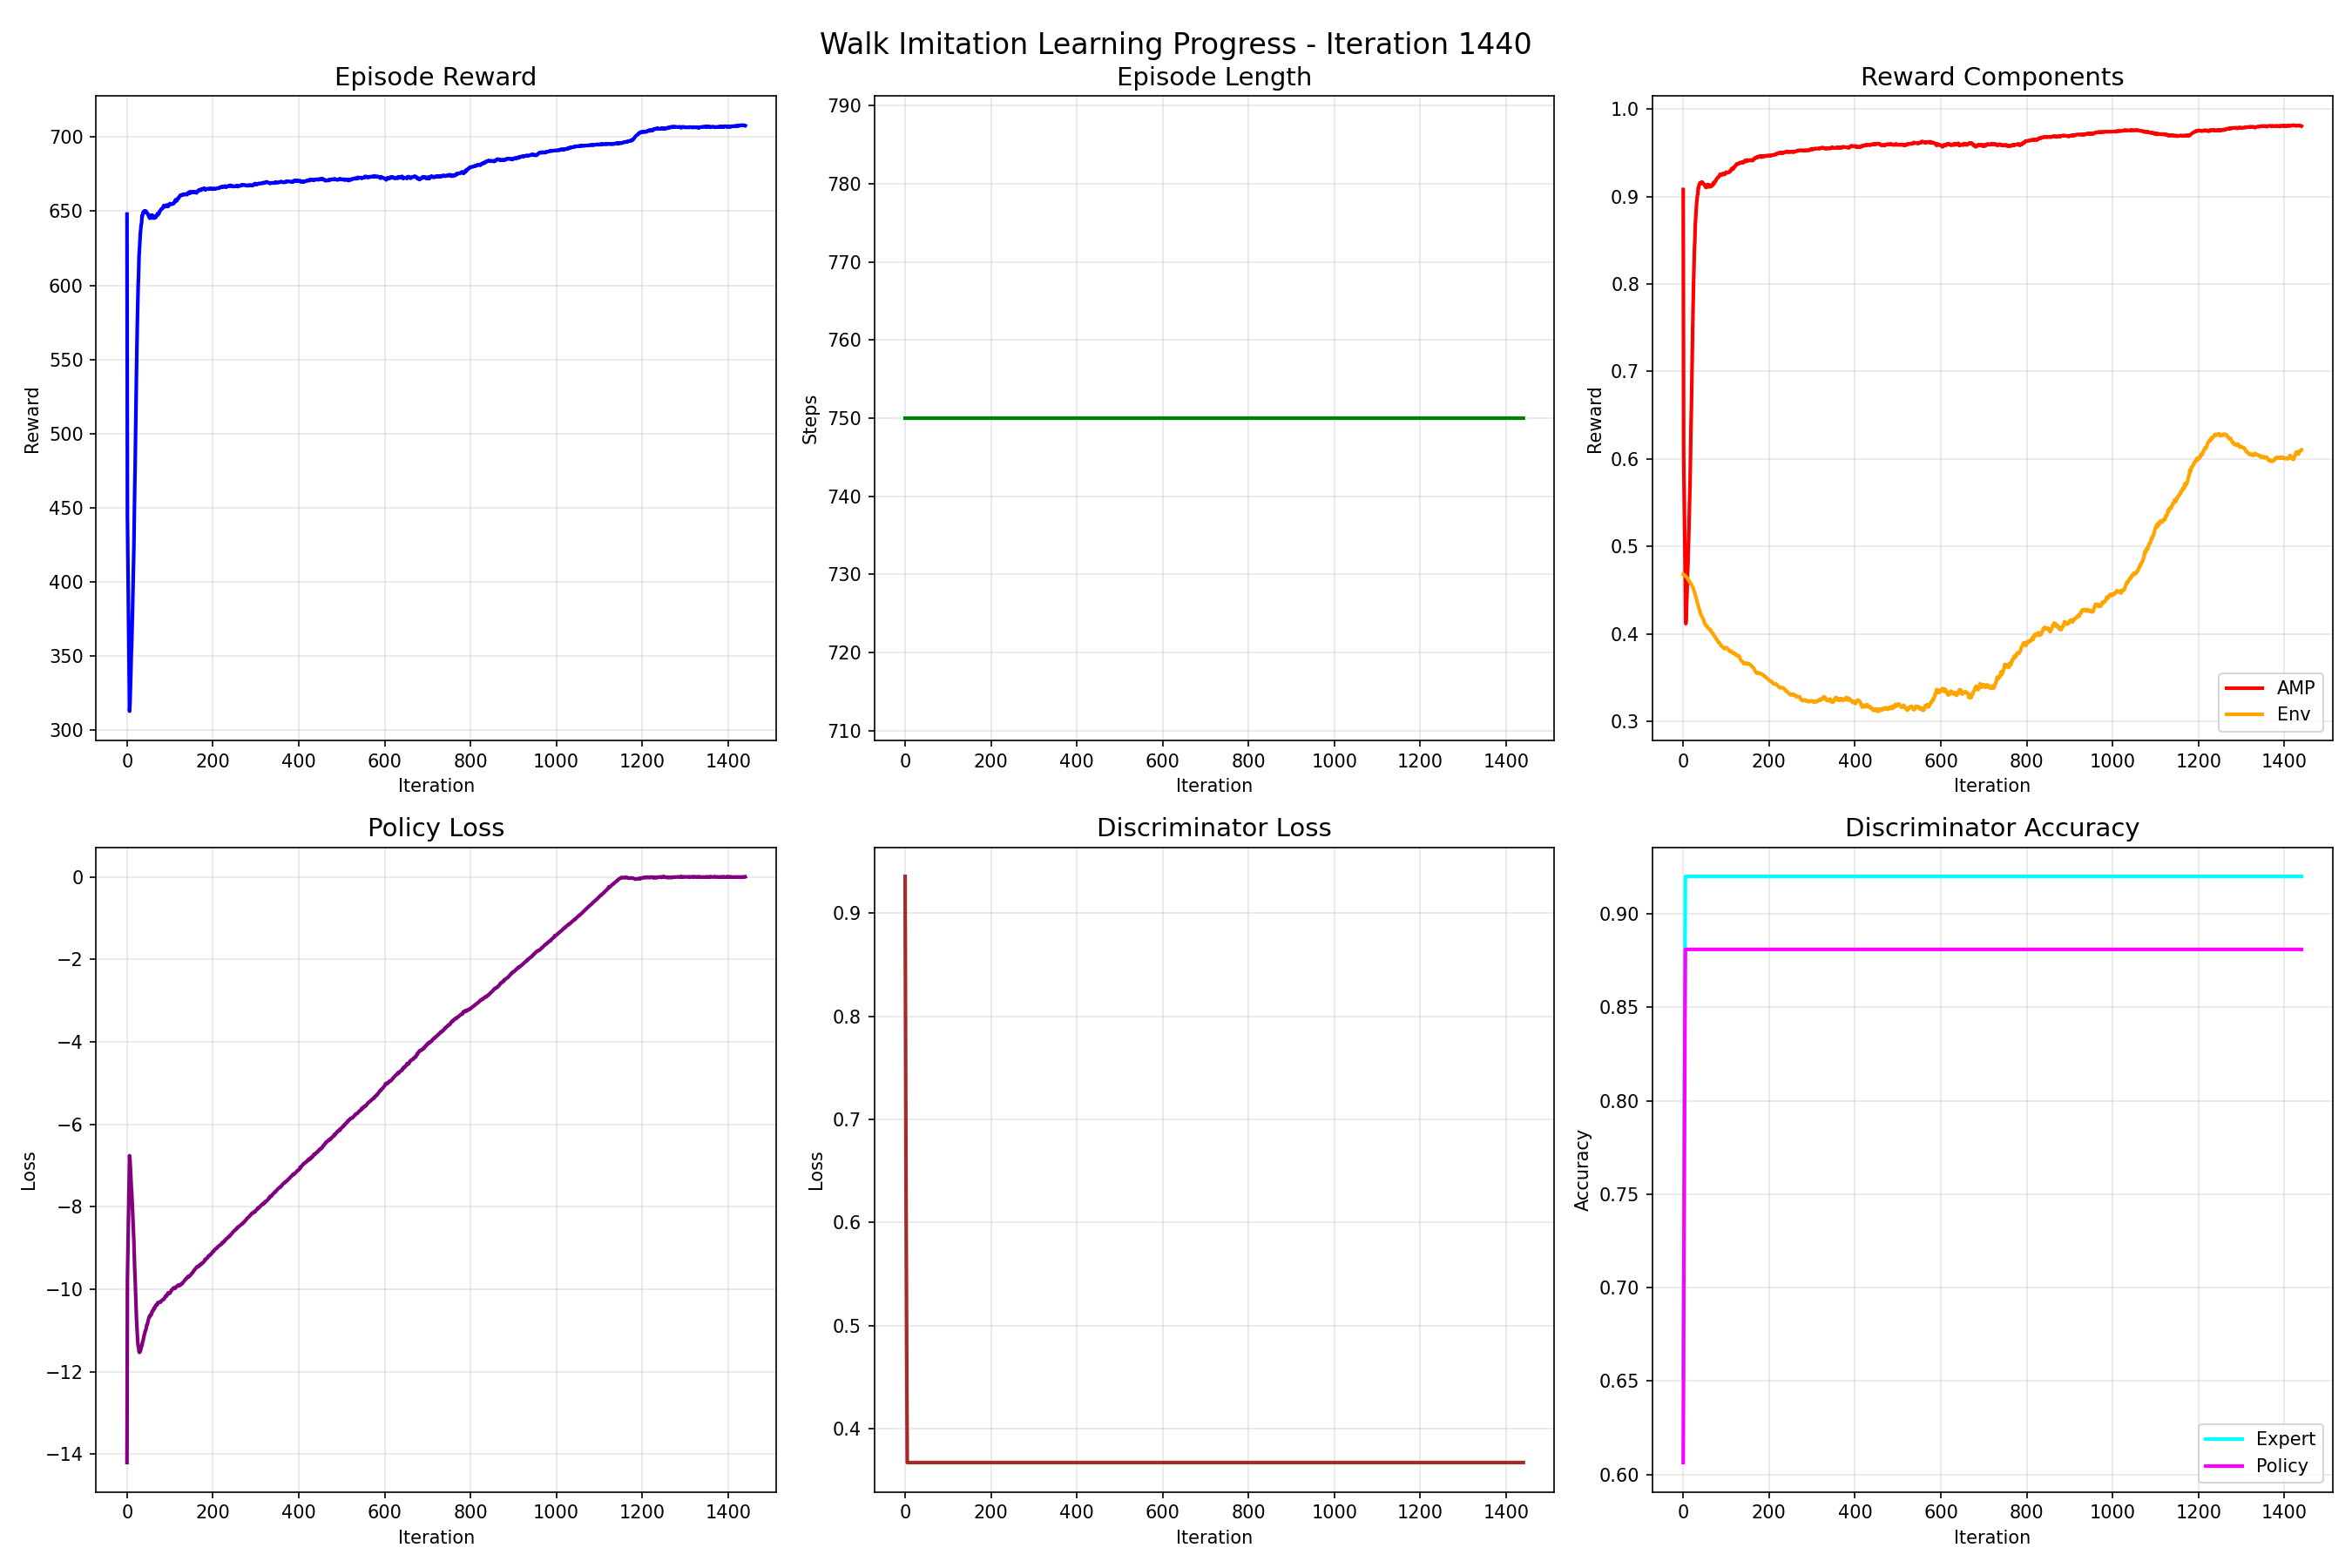 Walk Imitation Learning Progress - Iteration 1440
Episode Reward
Reward
700
650
600
550
500
450
400
350
300
0 200 400 600 800 1000 1200 1400
Iteration
Episode Length
Steps
790
780
770
760
750
740
730
720
710
0 200 400 600 800 1000 1200 1400
Iteration
Reward Components
Reward
1.0
0.9
0.8
0.7
0.6
0.5
0.4
0.3
AMP
Env
0 200 400 600 800 1000 1200 1400
Iteration
Policy Loss
Loss
0
−2
−4
−6
−8
−10
−12
−14
0 200 400 600 800 1000 1200 1400
Iteration
Discriminator Loss
Loss
0.9
0.8
0.7
0.6
0.5
0.4
0 200 400 600 800 1000 1200 1400
Iteration
Discriminator Accuracy
Accuracy
0.90
0.85
0.80
0.75
0.70
0.65
0.60
Expert
Policy
0 200 400 600 800 1000 1200 1400
Iteration